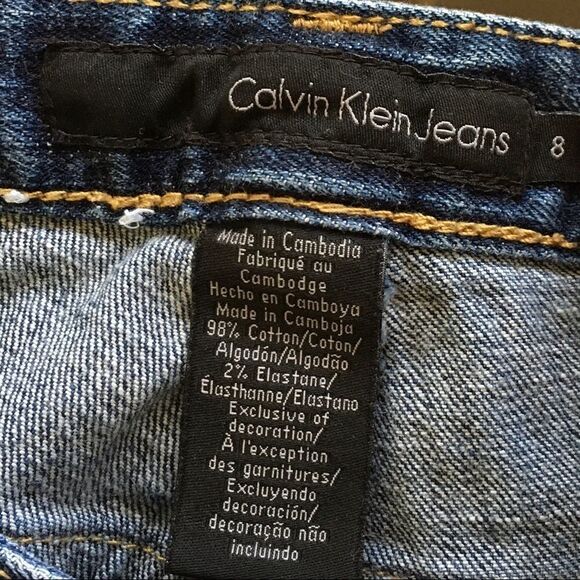 Calvin Klein Jeans
8
Made in Cambodia
Fabriqué au
Cambodge
Hecho en Camboya
Made in Camboja
98% Cotton/Coton/
Algodón/Algodão
2% Elastane/
Élasthanne/Elastano
Exclusive of
decoration/
À l'exception
des garnitures/
Excluyendo
decoración/
decoração não
incluindo